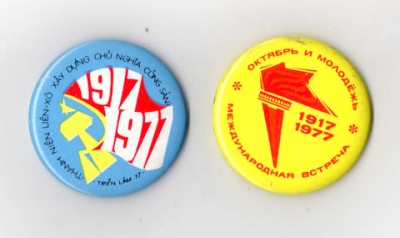 THANH NIÊN LIÊN-XÔ XÂY DỰNG CHỦ NGHĨA CỘNG SẢN
1917
1977
TRIỂN LÃM 77
ОКТЯБРЬ И МОЛОДЁЖЬ
1917
1977
МЕЖДУНАРОДНАЯ ВСТРЕЧА